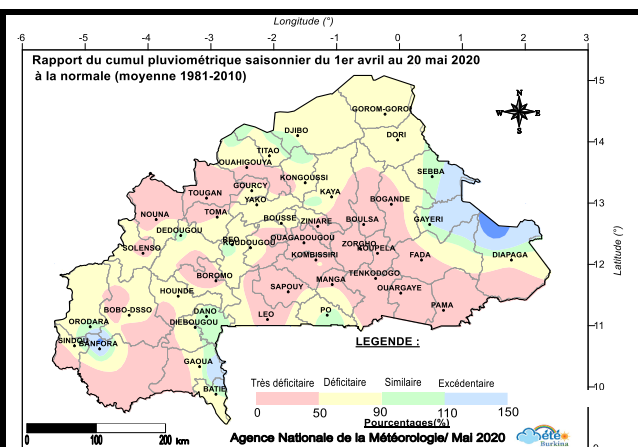 Longitude (°)
-6 -5 -4 -3 -2 -1 0 1 2 3
Rapport du cumul pluviométrique saisonnier du 1er avril au 20 mai 2020
à la normale (moyenne 1981-2010)
15
N
W E
S
GOROM-GOROM
DJIBO
DORI
14
TITAO
OUAHIGOUYA
SEBBA
KONGOUSSI
GOURCY
TOUGAN
KAYA
YAKO
BOGANDE
13
NOUNA
TOMA
BOUSSE
ZINIARE
BOULSA
GAYERI
DEDOUGOU
KOUDOUGOU
OUAGADOUGOU
ZORGHO
KOUPELA
SOLENSO
KOMBISSIRI
FADA
DIAPAGA
Latitude (°)
12
BOROMO
TENKODOGO
MANGA
HOUNDE
SAPOUY
OUARGAYE
BOBO-DSSO
DANO
LEO
PO
PAMA
ORODARA
DIEBOUGOU
11
SINDOU
BANFORA
LEGENDE :
GAOUA
Très déficitaire Déficitaire Similaire Excédentaire
BATIE
10
0 50 90 110 150
Pourcentages(%)
0 100 200 km
Agence Nationale de la Météorologie/ Mai 2020
météo
Burkina
9